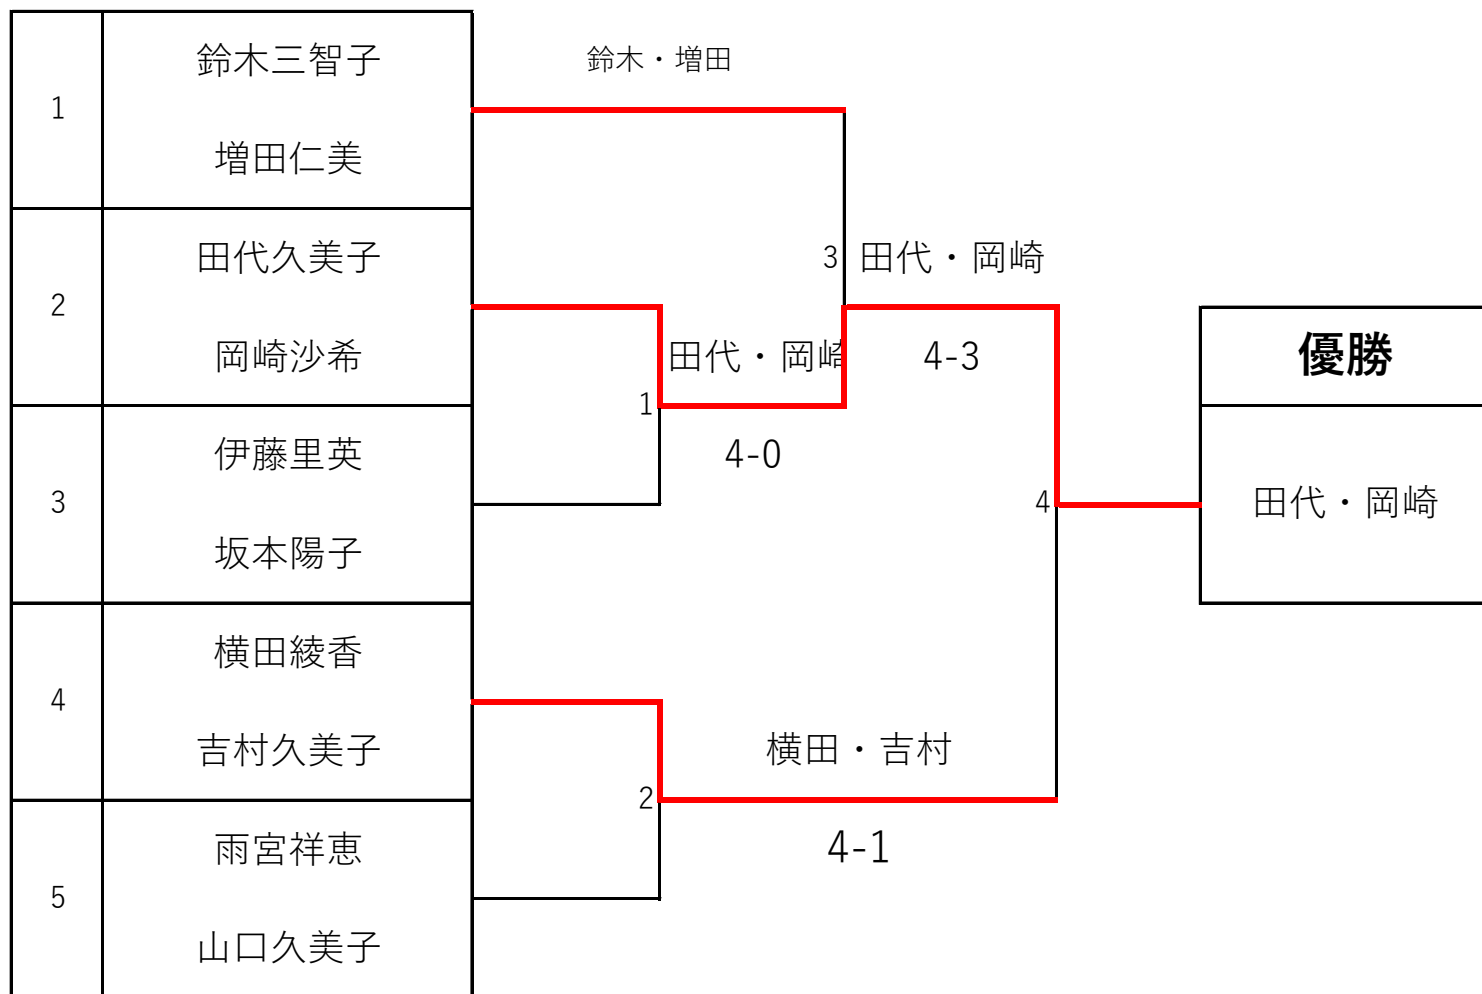 1
鈴木三智子
増田仁美
鈴木・増田
2
田代久美子
岡崎沙希
3
伊藤里英
坂本陽子
4
横田綾香
吉村久美子
5
雨宮祥恵
山口久美子
1
田代・岡崎
4-0
2
横田・吉村
4-1
3
田代・岡崎
4-3
4
優勝
田代・岡崎